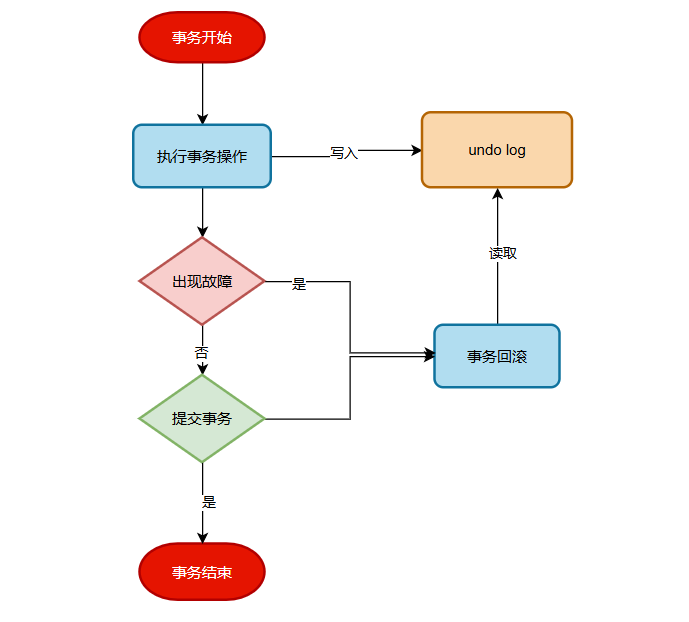 事务开始
执行事务操作
写入
undo log
读取
出现故障
是
否
事务回滚
提交事务
是
事务结束